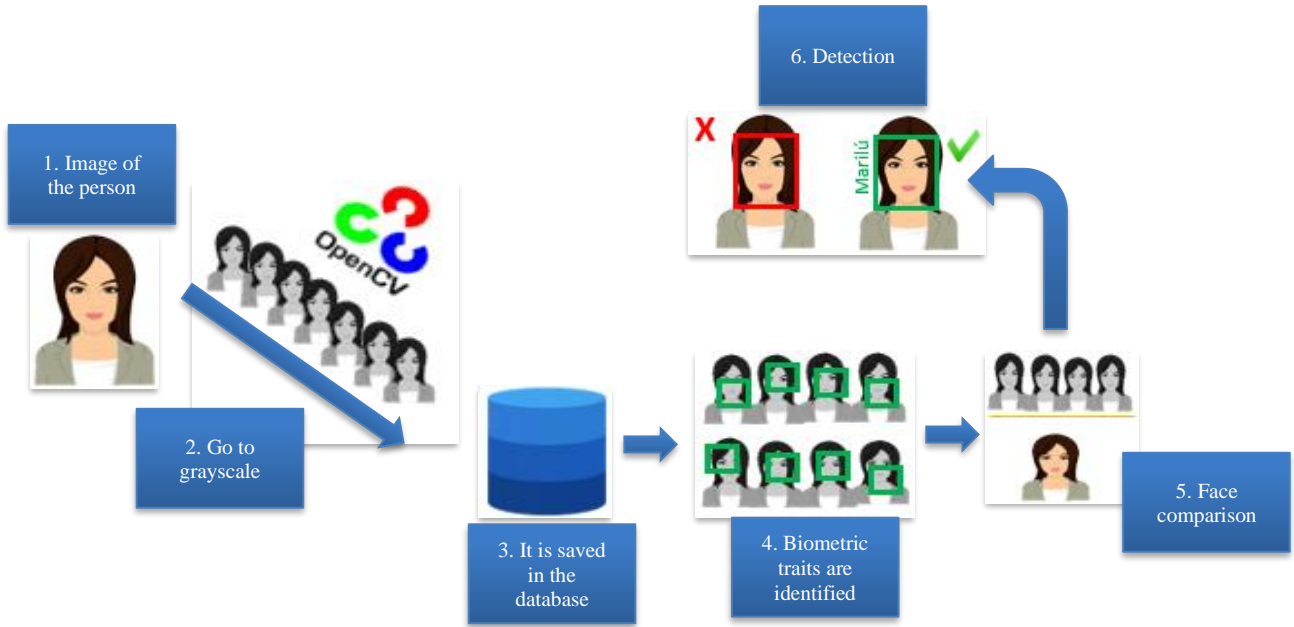 1. Image of
the person
OpenCV
2. Go to
grayscale
3. It is saved
in the
database
4. Biometric
traits are
identified
5. Face
comparison
6. Detection
X
Marilú